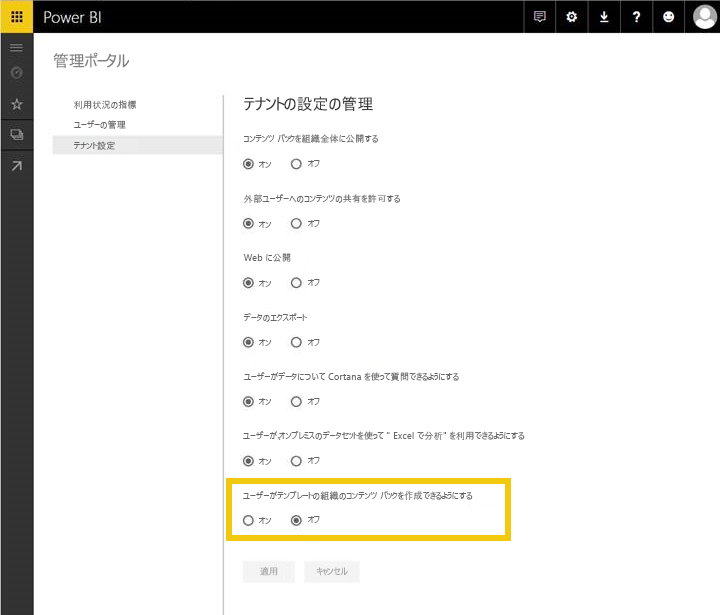 Power BI
?
管理ポータル
利用状況の指標
ユーザーの管理
テナント設定
テナントの設定の管理
コンテンツ パックを組織全体に公開する
オン オフ
外部ユーザーへのコンテンツの共有を許可する
オン オフ
Web に公開
オン オフ
データのエクスポート
オン オフ
ユーザーがデータについて Cortana を使って質問できるようにする
オン オフ
ユーザーが,オンプレミスのデータセットを使って " Excel で分析" を利用できるようにする
オン オフ
ユーザーがテンプレートの組織のコンテンツ パックを作成できるようにする
オン オフ
適用 キャンセル